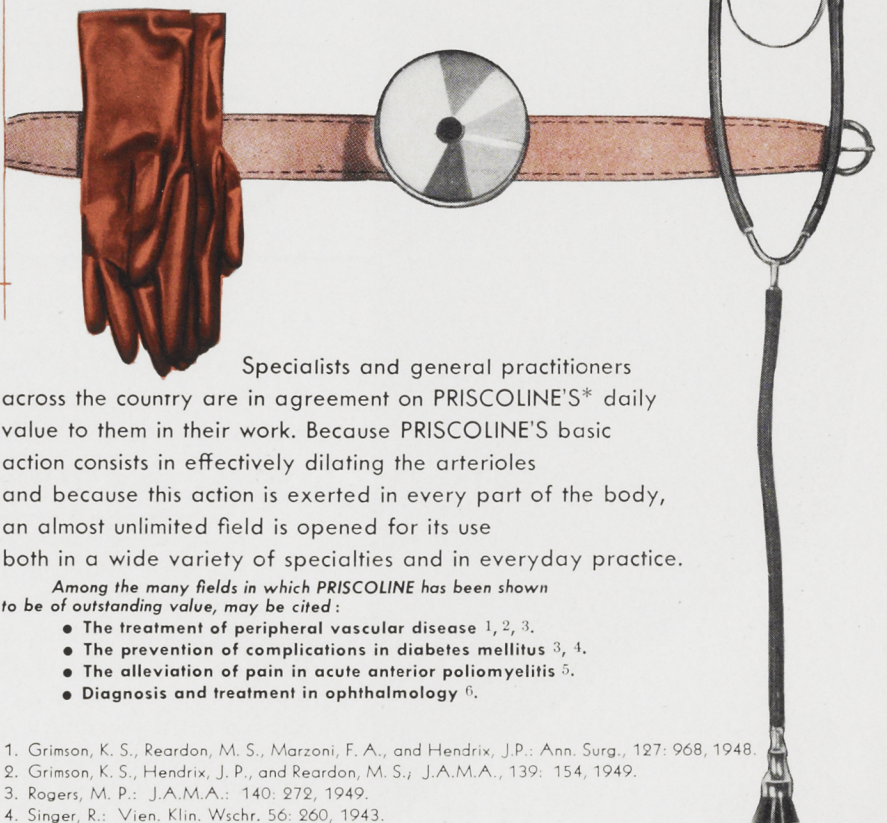 Specialists and general practitioners
across the country are in agreement on PRISCOLINE'S* daily
value to them in their work. Because PRISCOLINE'S basic
action consists in effectively dilating the arterioles
and because this action is exerted in every part of the body,
an almost unlimited field is opened for its use
both in a wide variety of specialties and in everyday practice.
Among the many fields in which PRISCOLINE has been shown
to be of outstanding value, may be cited :
● The treatment of peripheral vascular disease 1, 2, 3.
● The prevention of complications in diabetes mellitus 3, 4.
● The alleviation of pain in acute anterior poliomyelitis 5.
● Diagnosis and treatment in ophthalmology 6.
1. Grimson, K. S., Reardon, M. S., Marzoni, F. A., and Hendrix, J.P.: Ann. Surg., 127: 968, 1948.
2. Grimson, K. S., Hendrix, J. P., and Reardon, M. S.; J.A.M.A., 139: 154, 1949.
3. Rogers, M. P.: J.A.M.A.: 140: 272, 1949.
4. Singer, R.: Vien. Klin. Wschr. 56: 260, 1943.